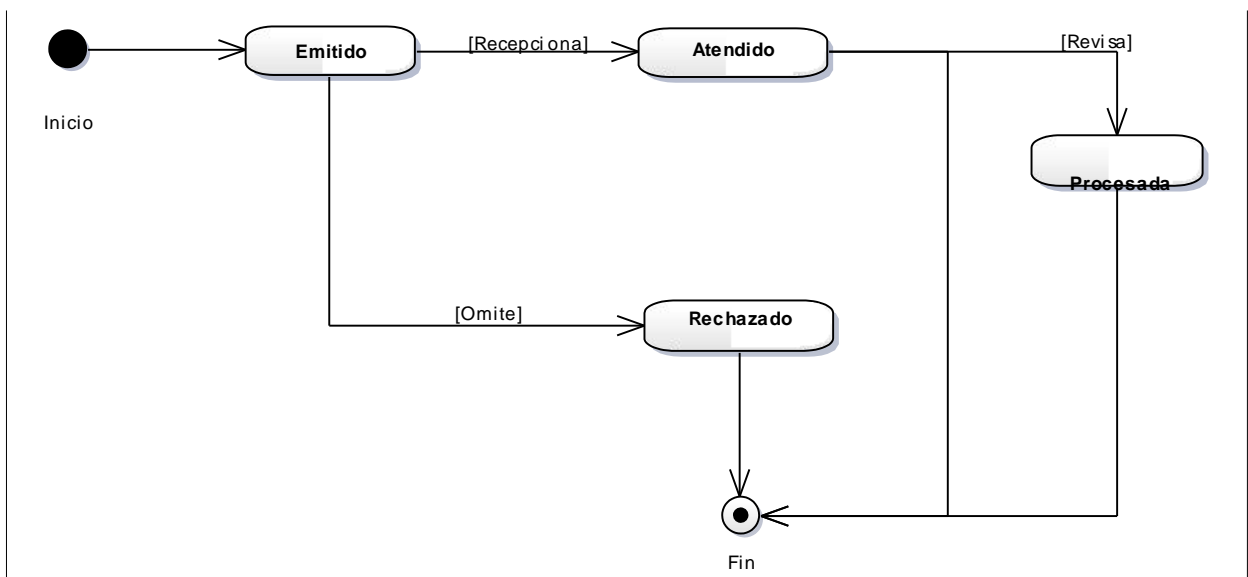 Emitido
[Recepciona]
Atendido
[Revisa]
Inicio
Procesada
[Omite]
Rechazado
Fin